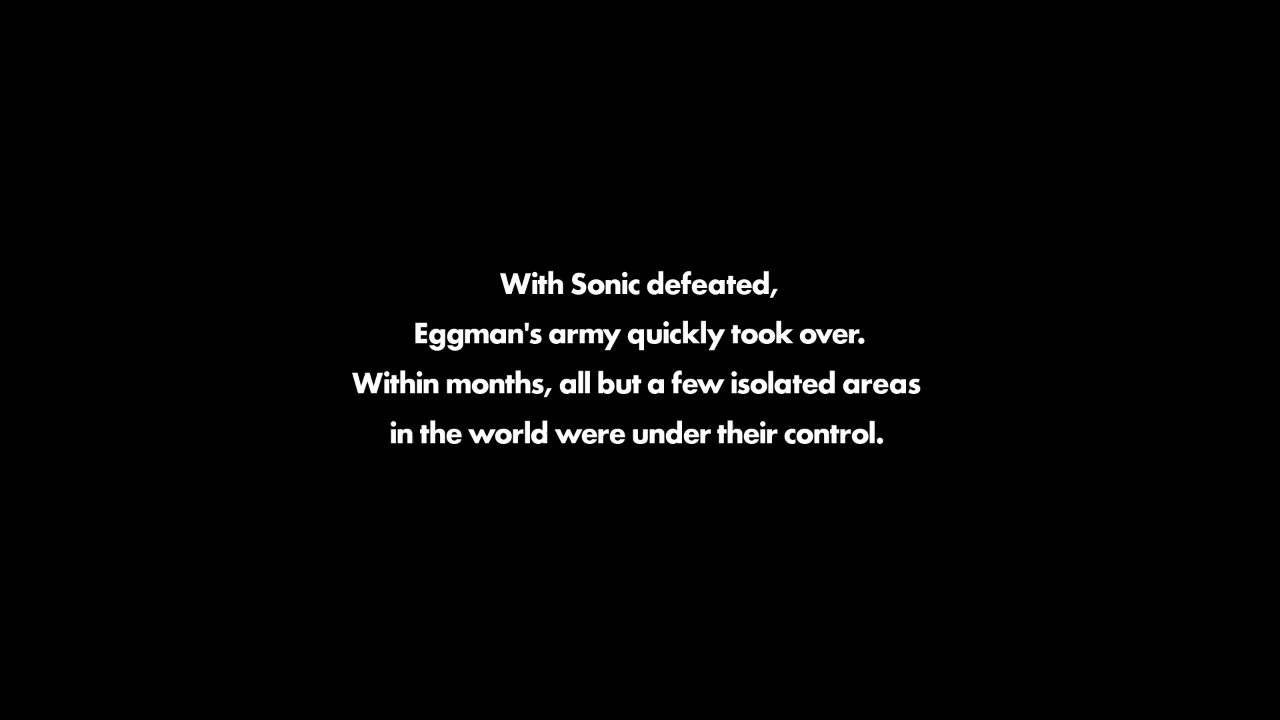 With Sonic defeated,
Eggman's army quickly took over.
Within months, all but a few isolated areas
in the world were under their control.